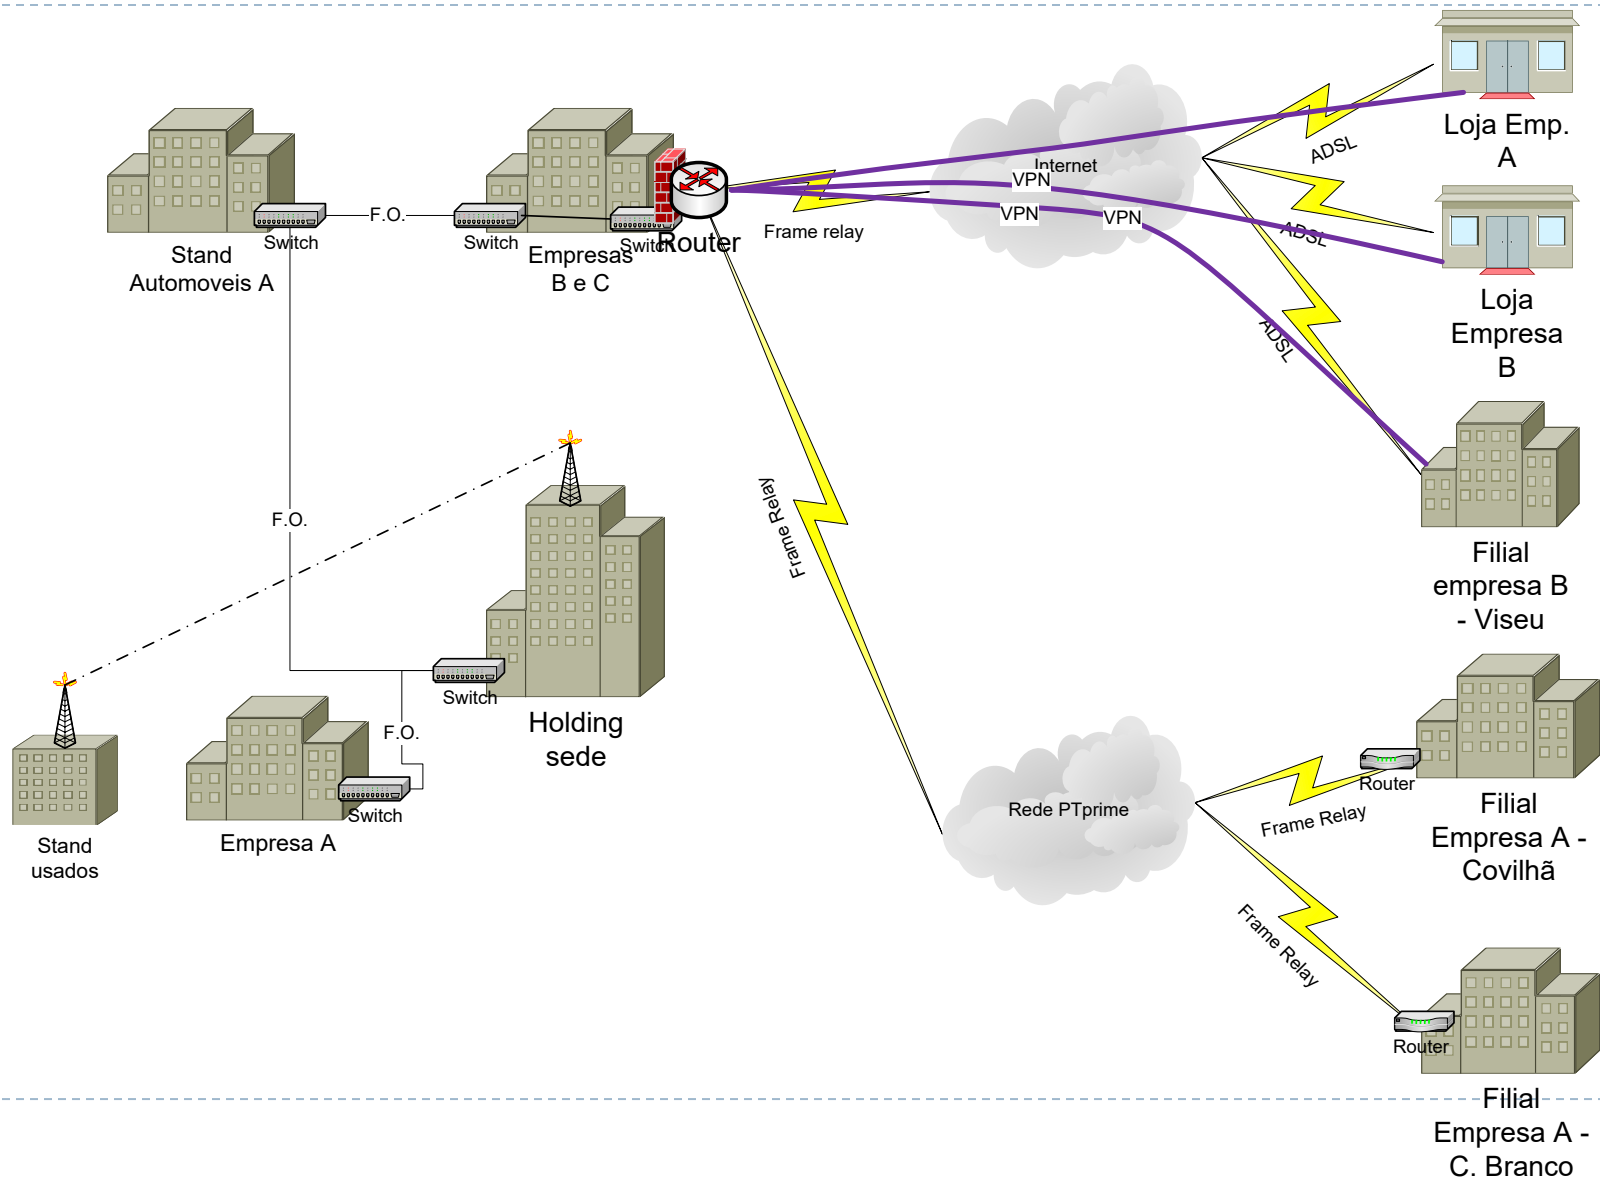 Loja Emp.
A
ADSL
Internet
VPN
VPN
VPN
ADSL
Loja
Empresa
B
ADSL
Frame relay
F.O.
Switch
Switch
Switch
Router
Stand
Automoveis A
Empresas
B e C
Filial
empresa B
- Viseu
F.O.
Frame Relay
Switch
Holding
sede
F.O.
Switch
Empresa A
Stand
usados
Rede PTprime
Router
Frame Relay
Filial
Empresa A -
Covilhã
Frame Relay
Router
Filial
Empresa A -
C. Branco